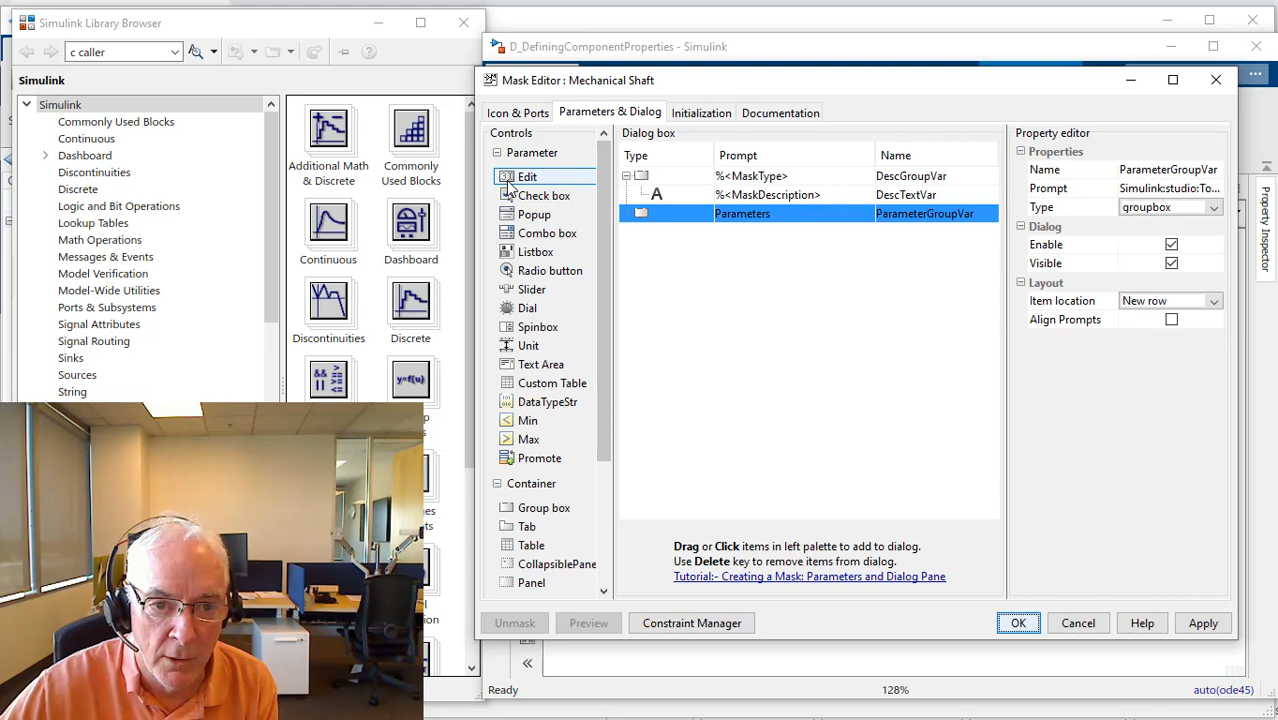 Simulink Library Browser
c caller
Simulink
Simulink
Commonly Used Blocks
Continuous
Dashboard
Discontinuities
Discrete
Logic and Bit Operations
Lookup Tables
Math Operations
Messages & Events
Model Verification
Model-Wide Utilities
Ports & Subsystems
Signal Attributes
Signal Routing
Sinks
Sources
String
Additional Math
& Discrete
Commonly
Used Blocks
Continuous
Dashboard
Discontinuities
Discrete
y=f(u)
D_DefiningComponentProperties - Simulink
Mask Editor : Mechanical Shaft
Icon & Ports
Parameters & Dialog
Initialization
Documentation
Controls
Parameter
Edit
Check box
Popup
Combo box
Listbox
Radio button
Slider
Dial
Spinbox
Unit
Text Area
Custom Table
DataTypeStr
Min
Max
Promote
Container
Group box
Tab
Table
CollapsiblePane
Panel
Dialog box
Type Prompt Name
%<MaskType> DescGroupVar
A %<MaskDescription> DescTextVar
Parameters ParameterGroupVar
Drag or Click items in left palette to add to dialog.
Use Delete key to remove items from dialog.
Tutorial:- Creating a Mask: Parameters and Dialog Pane
Property editor
Properties
Name ParameterGroupVar
Prompt Simulink:studio:To...
Type groupbox
Dialog
Enable
Visible
Layout
Item location New row
Align Prompts
Unmask
Preview
Constraint Manager
OK
Cancel
Help
Apply
Property Inspector
Ready
128%
auto(ode45)